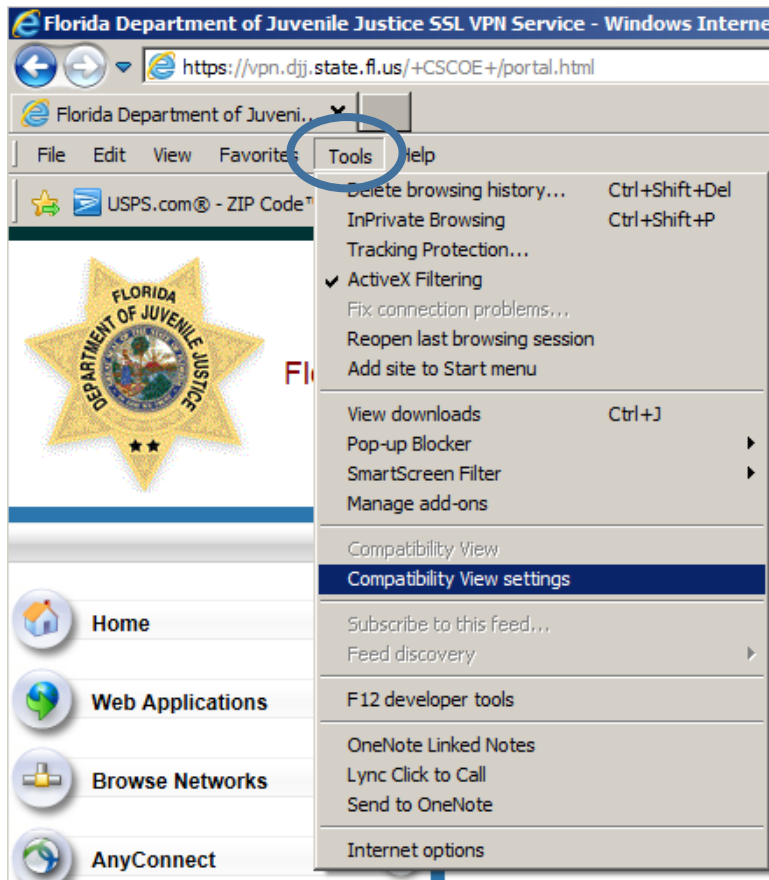 Florida Department of Juvenile Justice SSL VPN Service - Windows Interne
https://vpn.djj.state.fl.us/+CSCOE+/portal.html
Florida Department of Juveni...
File Edit View Favorites Tools Help
USPS.com® - ZIP Code™
Delete browsing history... Ctrl+Shift+Del
InPrivate Browsing Ctrl+Shift+P
Tracking Protection...
ActiveX Filtering
Fix connection problems...
Reopen last browsing session
Add site to Start menu
View downloads Ctrl+J
Pop-up Blocker
SmartScreen Filter
Manage add-ons
Compatibility View
Compatibility View settings
Subscribe to this feed...
Feed discovery
F12 developer tools
OneNote Linked Notes
Lync Click to Call
Send to OneNote
Internet options
FLORIDA
DEPARTMENT OF JUVENILE JUSTICE
Fl
Home
Web Applications
Browse Networks
AnyConnect